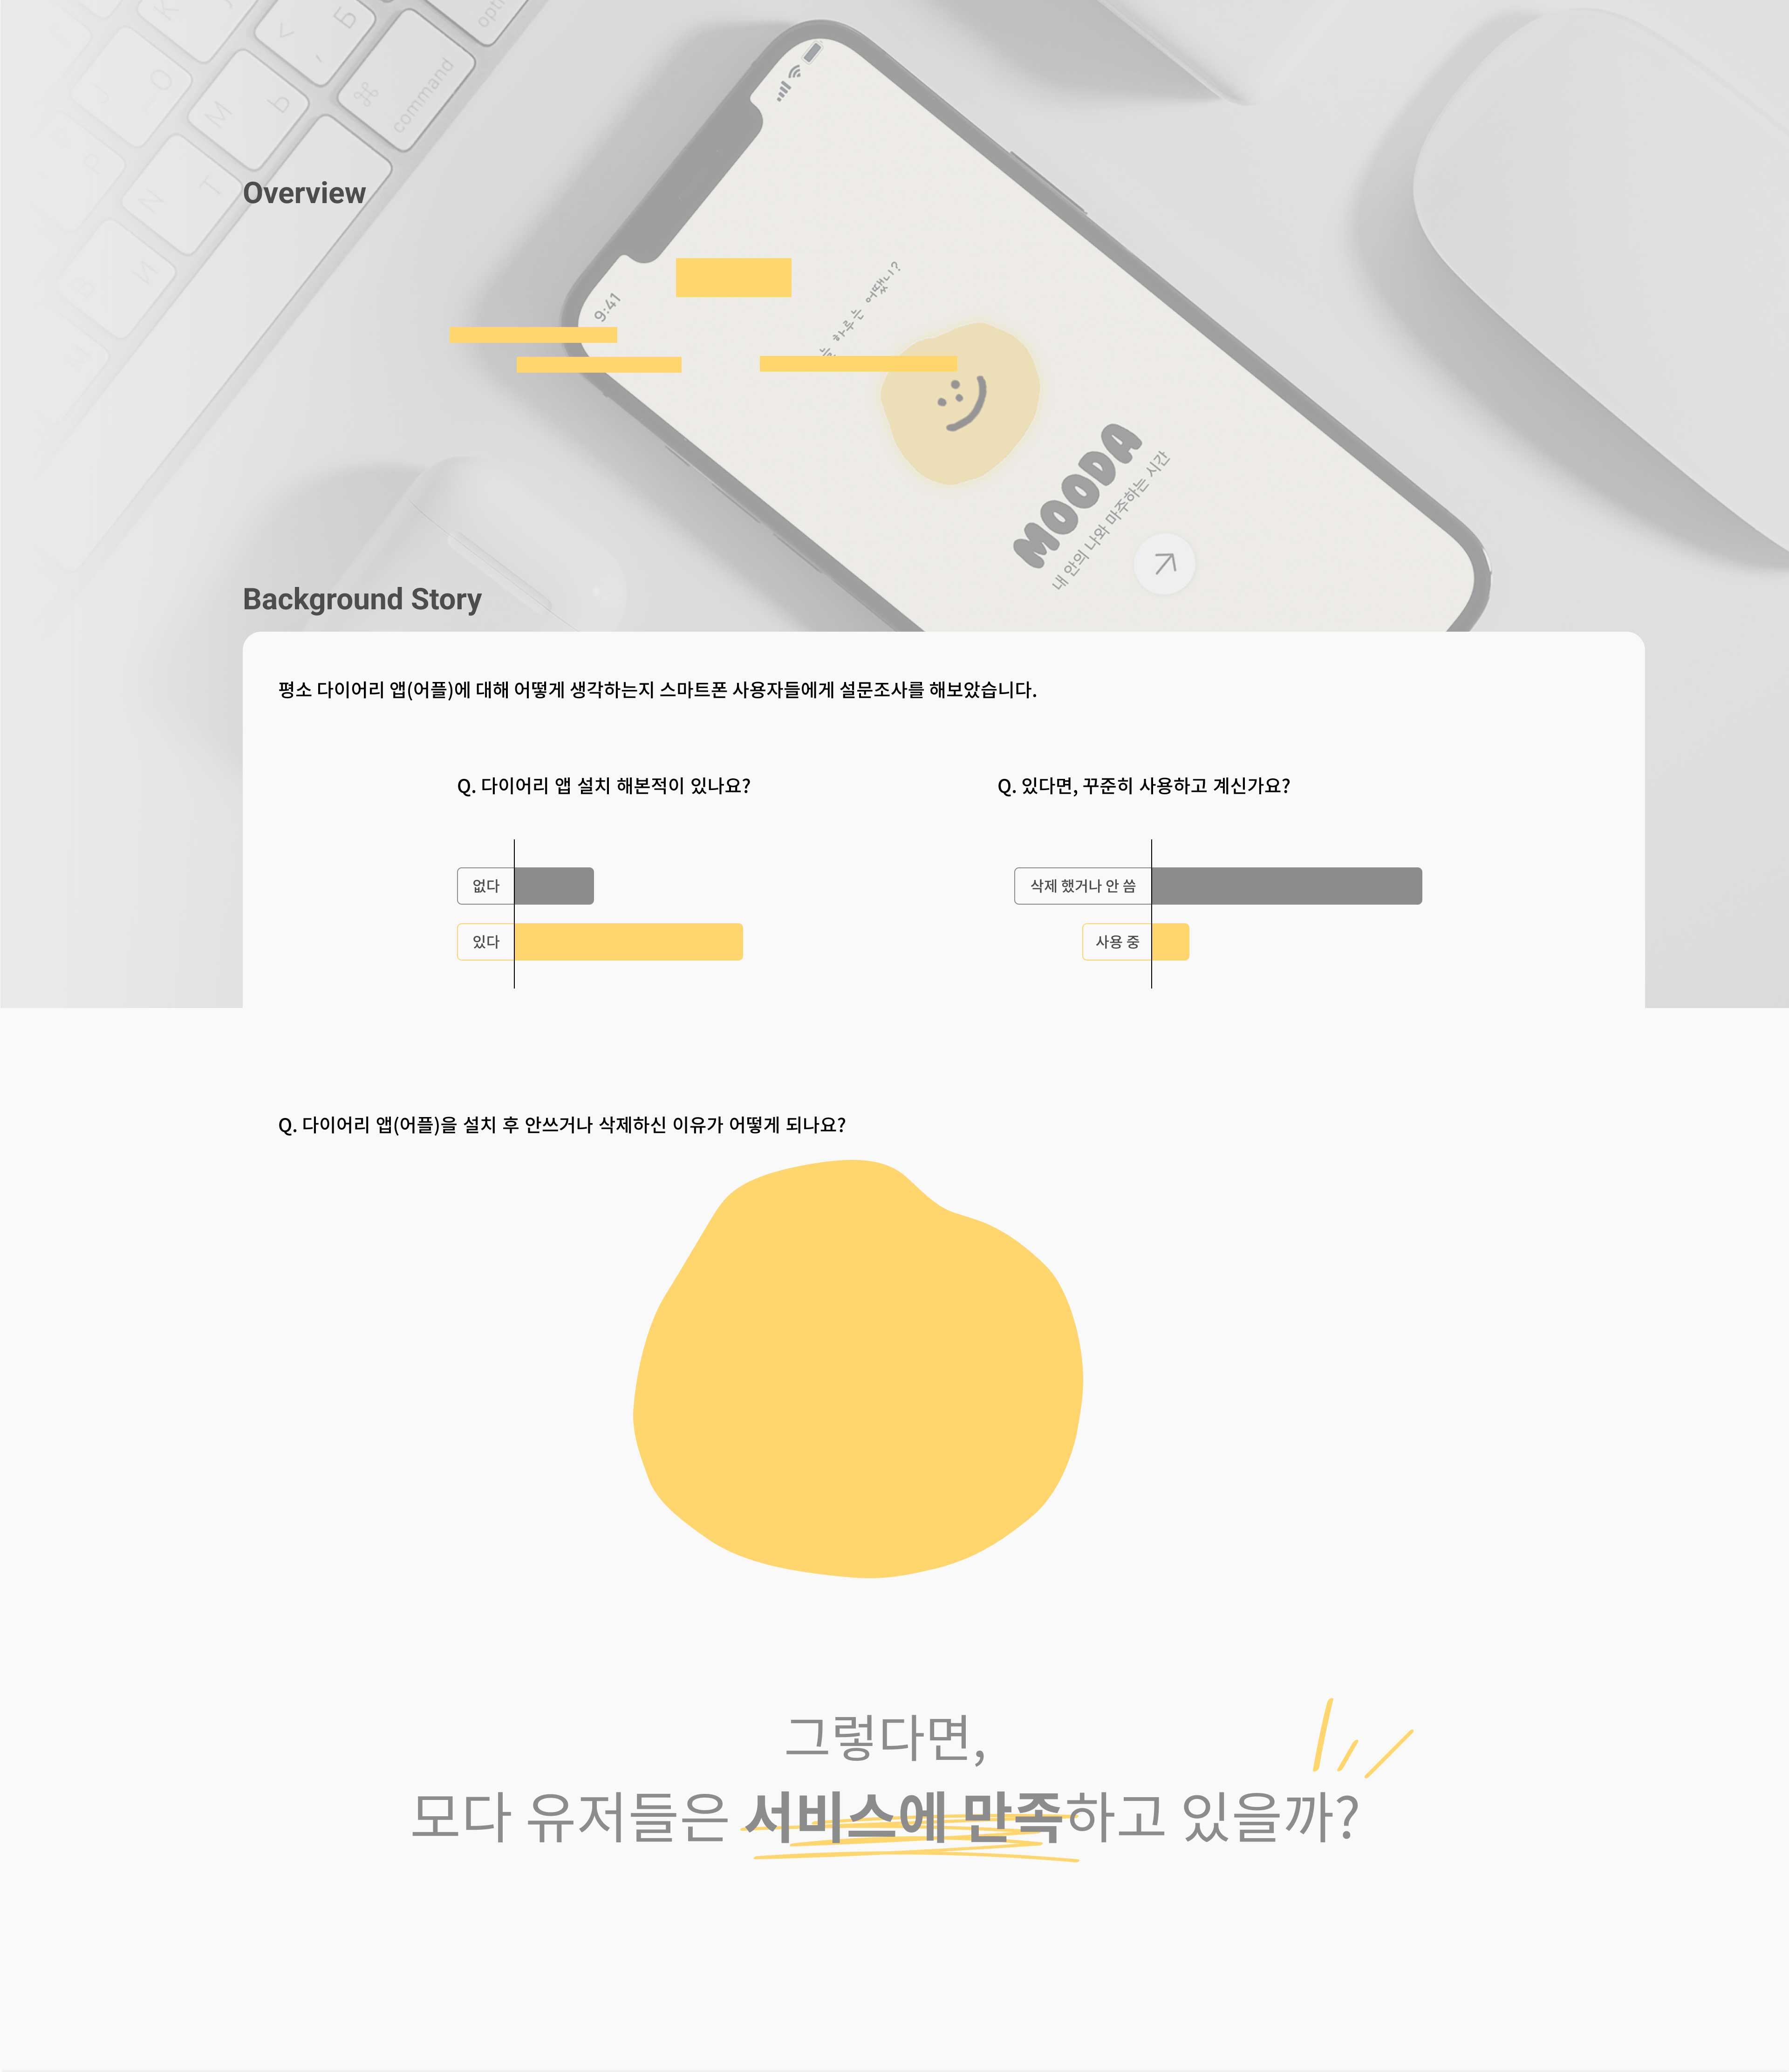 Overview
9:41
하루는 어땠니?
MOODA
내 안의 나와 마주하는 시간
command
Background Story
평소 다이어리 앱(어플)에 대해 어떻게 생각하는지 스마트폰 사용자들에게 설문조사를 해보았습니다.
Q. 다이어리 앱 설치 해본적이 있나요?
없다
있다
Q. 있다면, 꾸준히 사용하고 계신가요?
삭제 했거나 안 씀
사용 중
Q. 다이어리 앱(어플)을 설치 후 안쓰거나 삭제하신 이유가 어떻게 되나요?
그렇다면,
모다 유저들은 서비스에 만족하고 있을까?